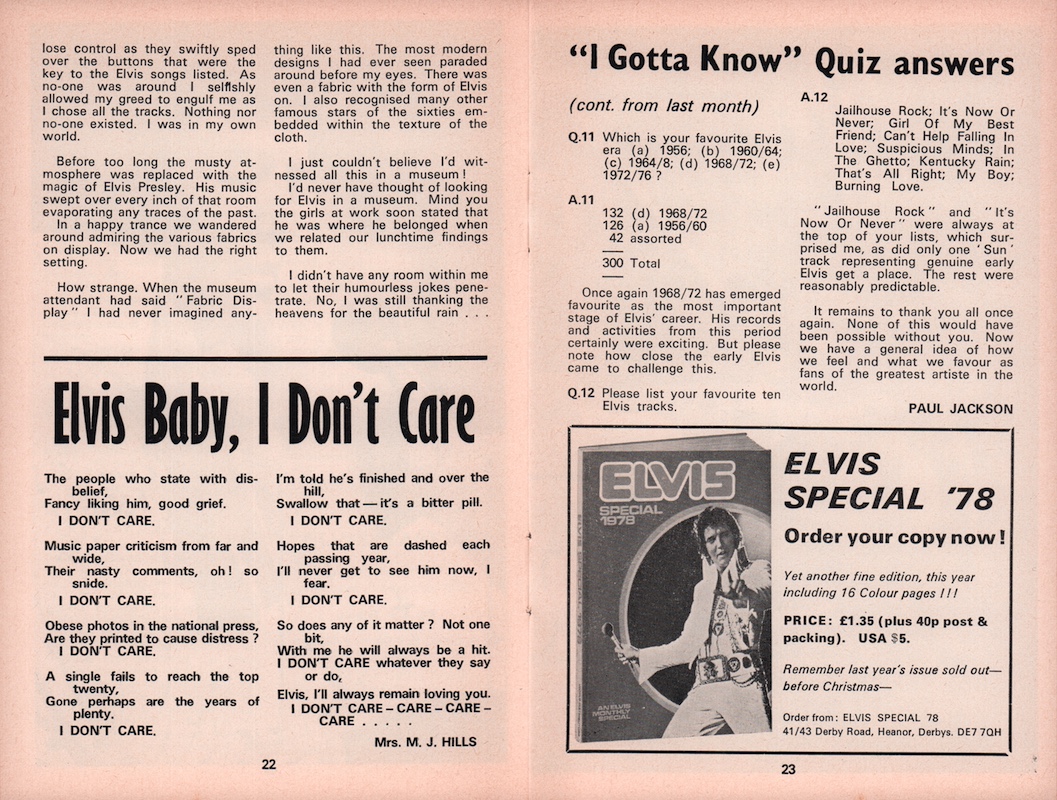 lose control as they swiftly sped
over the buttons that were the
key to the Elvis songs listed. As
no-one was around I selfishly
allowed my greed to engulf me as
I chose all the tracks. Nothing nor
no-one existed. I was in my own
world.
Before too long the musty at-
mosphere was replaced with the
magic of Elvis Presley. His music
swept over every inch of that room
evaporating any traces of the past.
In a happy trance we wandered
around admiring the various fabrics
on display. Now we had the right
setting.
How strange. When the museum
attendant had said "Fabric Dis-
play" I had never imagined any-
thing like this. The most modern
designs I had ever seen paraded
around before my eyes. There was
even a fabric with the form of Elvis
on. I also recognised many other
famous stars of the sixties em-
bedded within the texture of the
cloth.
I just couldn't believe I'd wit-
nessed all this in a museum!
I'd never have thought of looking
for Elvis in a museum. Mind you
the girls at work soon stated that
he was where he belonged when
we related our lunchtime findings
to them.
I didn't have any room within me
to let their humourless jokes pene-
trate. No, I was still thanking the
heavens for the beautiful rain . . .
Elvis Baby, I Don't Care
The people who state with dis-
belief,
Fancy liking him, good grief.
I DON'T CARE.
Music paper criticism from far and
wide,
Their nasty comments, oh! so
snide.
I DON'T CARE.
Obese photos in the national press,
Are they printed to cause distress?
I DON'T CARE.
A single fails to reach the top
twenty,
Gone perhaps are the years of
plenty.
I DON'T CARE.
I'm told he's finished and over the
hill,
Swallow that — it's a bitter pill.
I DON'T CARE.
Hopes that are dashed each
passing year,
I'll never get to see him now, I
fear.
I DON'T CARE.
So does any of it matter? Not one
bit,
With me he will always be a hit.
I DON'T CARE whatever they say
or do,
Elvis, I'll always remain loving you.
I DON'T CARE – CARE – CARE –
CARE . . . . .
Mrs. M. J. HILLS
22
"I Gotta Know" Quiz answers
(cont. from last month)
Q.11 Which is your favourite Elvis
era (a) 1956; (b) 1960/64;
(c) 1964/8; (d) 1968/72; (e)
1972/76?
A.11
132 (d) 1968/72
126 (a) 1956/60
42 assorted
300 Total
Once again 1968/72 has emerged
favourite as the most important
stage of Elvis' career. His records
and activities from this period
certainly were exciting. But please
note how close the early Elvis
came to challenge this.
Q.12 Please list your favourite ten
Elvis tracks.
A.12
Jailhouse Rock; It's Now Or
Never; Girl Of My Best
Friend; Can't Help Falling In
Love; Suspicious Minds; In
The Ghetto; Kentucky Rain;
That's All Right; My Boy;
Burning Love.
"Jailhouse Rock" and "It's
Now Or Never" were always at
the top of your lists, which sur-
prised me, as did only one 'Sun'
track representing genuine early
Elvis get a place. The rest were
reasonably predictable.
It remains to thank you all once
again. None of this would have
been possible without you. Now
we have a general idea of how
we feel and what we favour as
fans of the greatest artiste in the
world.
PAUL JACKSON
ELVIS
SPECIAL
1978
AN ELVIS
MONTHLY
SPECIAL
ELVIS
SPECIAL '78
Order your copy now!
Yet another fine edition, this year
including 16 Colour pages !!!
PRICE: £1.35 (plus 40p post &
packing). USA $5.
Remember last year's issue sold out—
before Christmas—
Order from: ELVIS SPECIAL 78
41/43 Derby Road, Heanor, Derbys. DE7 7QH
23